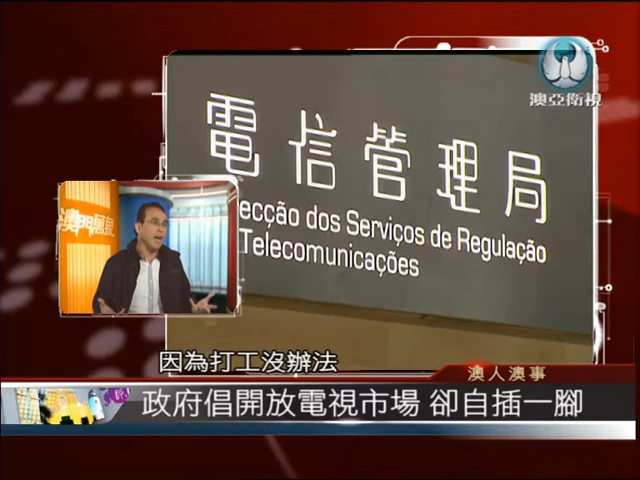 澳亞衛視
電信管理局
ecção dos Serviços de Regulação
Telecomunicações
澳門
因為打工沒辦法
澳人澳事
政府倡開放電視市場 卻自插一腳